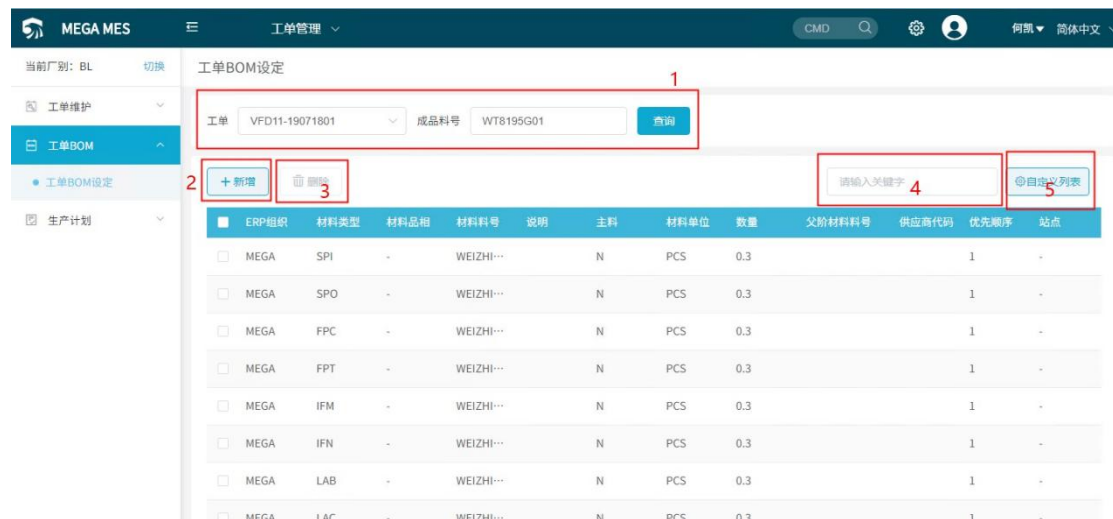 MEGA MES 工单管理 CMD 何凯 简体中文
当前厂别: BL 切换 工单BOM设定
1
工单维护 工单 VFD11-19071801 成品料号 WT8195G01 查询
工单BOM
工单BOM设定 2 +新增 删除 3 请输入关键字 4 自定义列表 5
生产计划 ERP组织 材料类型 材料品相 材料料号 说明 主料 材料单位 数量 父阶材料料号 供应商代码 优先顺序 站点
MEGA SPI - WEIZHI… N PCS 0.3 1 -
MEGA SPO - WEIZHI… N PCS 0.3 1 -
MEGA FPC - WEIZHI… N PCS 0.3 1 -
MEGA FPT - WEIZHI… N PCS 0.3 1 -
MEGA IFM - WEIZHI… N PCS 0.3 1 -
MEGA IFN - WEIZHI… N PCS 0.3 1 -
MEGA LAB - WEIZHI… N PCS 0.3 1 -
MEGA LAC - WEIZHI… N PCS 0.3 1 -